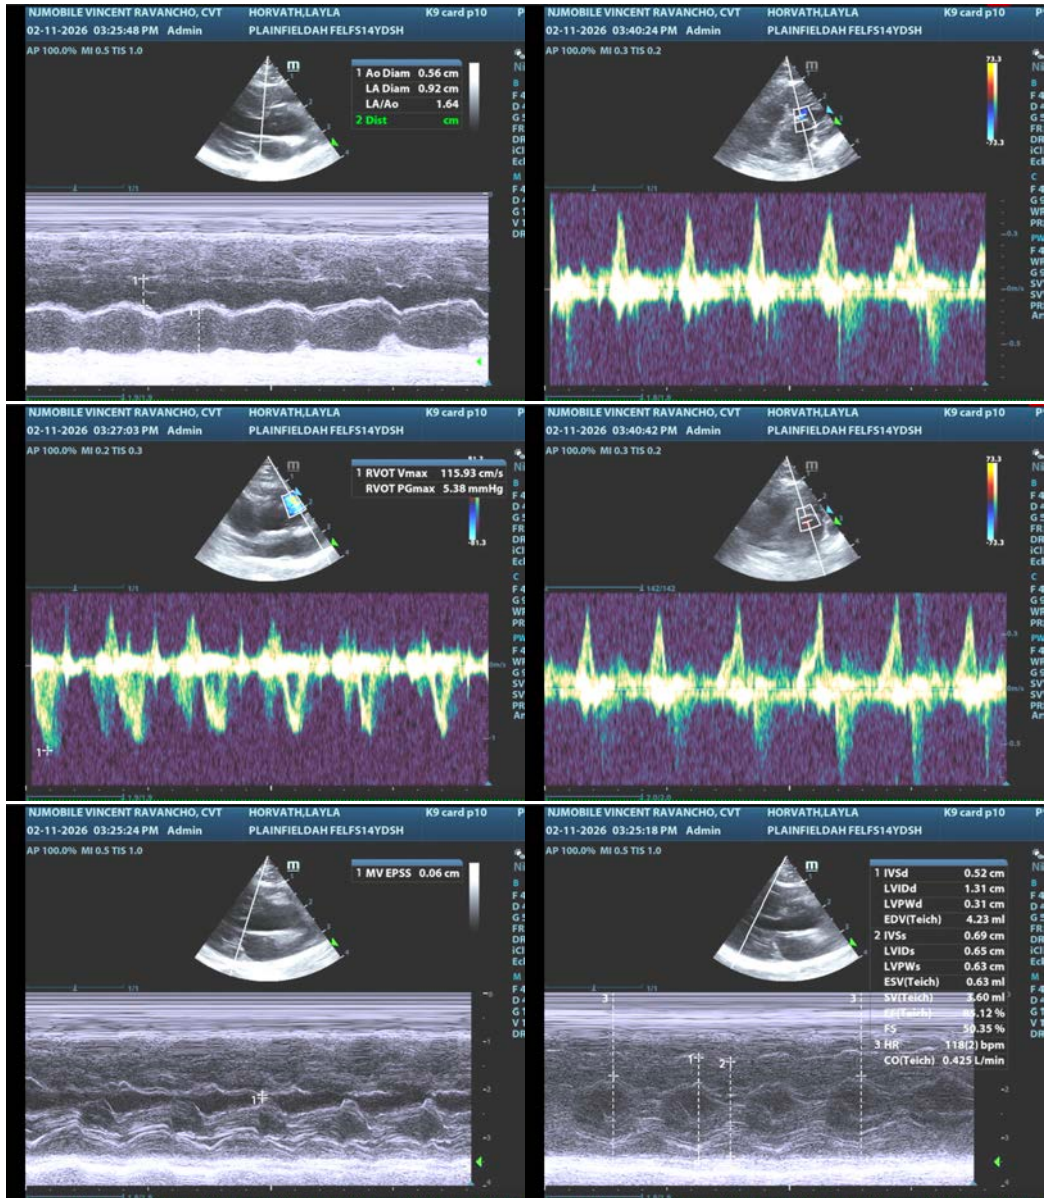 NJMOBILE VINCENT RAVANCHO, CVT HORVATH,LAYLA K9 card p10
02-11-2026 03:25:48 PM Admin PLAINFIELDAH FELFS14YDSH
AP 100.0% MI 0.5 TIS 1.0
1 Ao Diam 0.56 cm
LA Diam 0.92 cm
LA/Ao 1.64
2 Dist cm
1/1
NJMOBILE VINCENT RAVANCHO, CVT HORVATH,LAYLA K9 card p10
02-11-2026 03:40:24 PM Admin PLAINFIELD FELFS14YDSH
AP 100.0% MI 0.3 TIS 0.2
73.3
-73.3
1/1
NJMOBILE VINCENT RAVANCHO, CVT HORVATH,LAYLA K9 card p10
02-11-2026 03:27:03 PM Admin PLAINFIELDAH FELFS14YDSH
AP 100.0% MI 0.2 TIS 0.3
1 RVOT Vmax 115.93 cm/s
RVOT PGmax 5.38 mmHg
1/1
NJMOBILE VINCENT RAVANCHO, CVT HORVATH,LAYLA K9 card p10
02-11-2026 03:40:42 PM Admin PLAINFIELDAH FELFS14YDSH
AP 100.0% MI 0.3 TIS 0.2
73.3
-73.3
142/142
NJMOBILE VINCENT RAVANCHO, CVT HORVATH,LAYLA K9 card p10
02-11-2026 03:25:24 PM Admin PLAINFIELDAH FELFS14YDSH
AP 100.0% MI 0.5 TIS 1.0
1 MV EPSS 0.06 cm
NJMOBILE VINCENT RAVANCHO, CVT HORVATH,LAYLA K9 card p10
02-11-2026 03:25:18 PM Admin PLAINFIELDAH FELFS14YDSH
AP 100.0% MI 0.5 TIS 1.0
1 IVSd 0.52 cm
LVIDd 1.31 cm
LVPWd 0.31 cm
EDV(Teich) 4.23 ml
2 IVSs 0.69 cm
LVIDs 0.65 cm
LVPWs 0.63 cm
ESV(Teich) 0.63 ml
SV(Teich) 3.60 ml
EF(Teich) 85.12 %
FS 50.35 %
3 HR 118(2) bpm
CO(Teich) 0.425 L/min